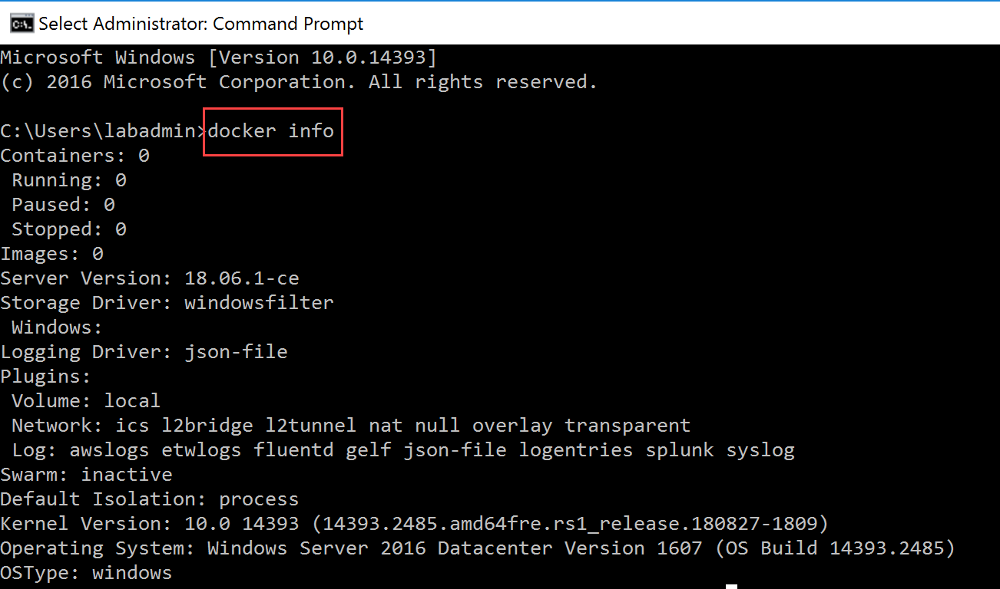 Select Administrator: Command Prompt
Microsoft Windows [Version 10.0.14393]
(c) 2016 Microsoft Corporation. All rights reserved.
C:\Users\labadmin>docker info
Containers: 0
 Running: 0
 Paused: 0
 Stopped: 0
Images: 0
Server Version: 18.06.1-ce
Storage Driver: windowsfilter
 Windows:
Logging Driver: json-file
Plugins:
 Volume: local
 Network: ics l2bridge l2tunnel nat null overlay transparent
 Log: awslogs etwlogs fluentd gelf json-file logentries splunk syslog
Swarm: inactive
Default Isolation: process
Kernel Version: 10.0 14393 (14393.2485.amd64fre.rs1_release.180827-1809)
Operating System: Windows Server 2016 Datacenter Version 1607 (OS Build 14393.2485)
OSType: windows